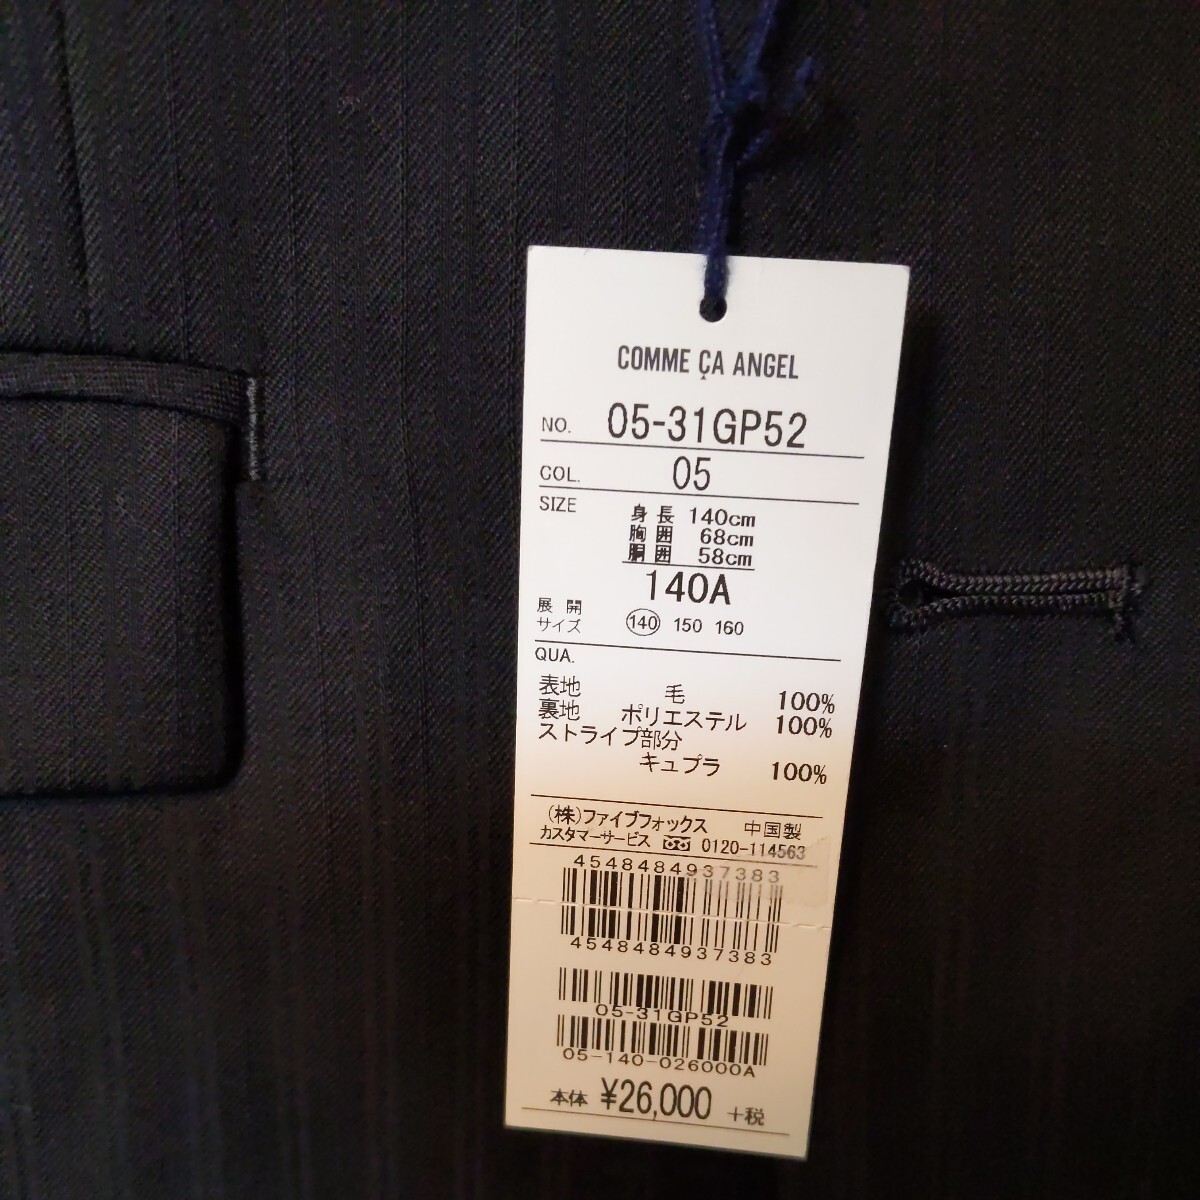 COMME ÇA ANGEL
NO. 05-31GP52
COL. 05
SIZE
身長 140cm
胸囲 68cm
胴囲 58cm
140A
展開
サイズ 140 150 160
QUA.
表地 毛 100%
裏地 ポリエステル 100%
ストライプ部分
キュプラ 100%
(株)ファイブフォックス 中国製
カスタマーサービス 0120-114563
4548484937383
4548484937383
05-31GP52
05-140-026000A
本体 ¥26,000 +税